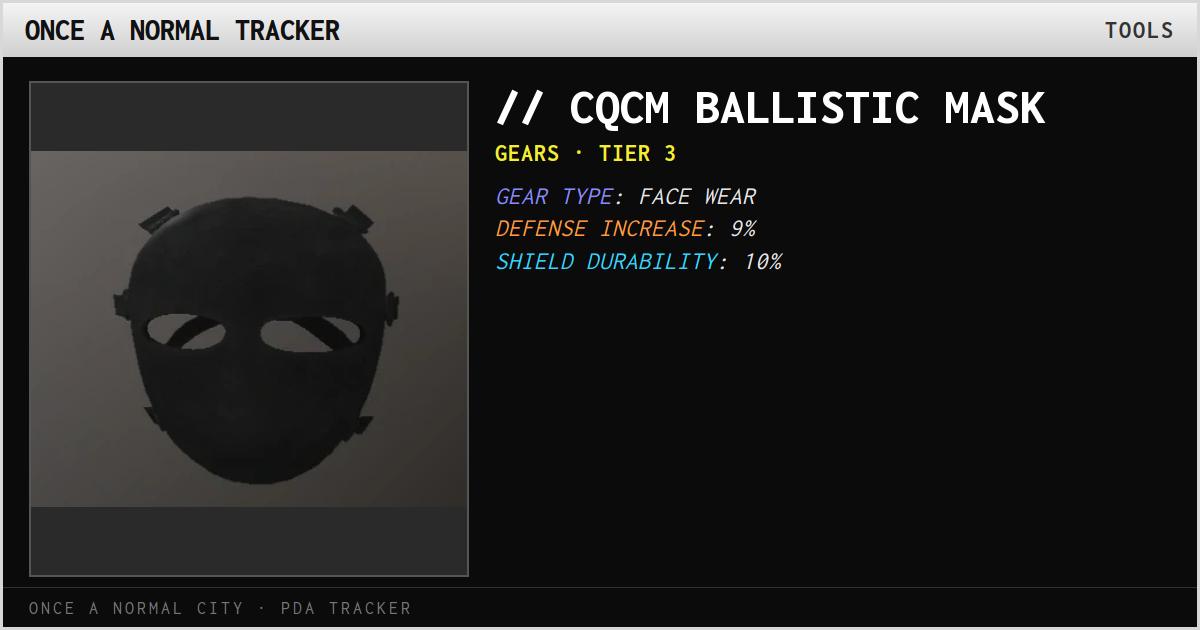 ONCE A NORMAL TRACKER
TOOLS
// CQCM BALLISTIC MASK
GEARS · TIER 3
GEAR TYPE: FACE WEAR
DEFENSE INCREASE: 9%
SHIELD DURABILITY: 10%
ONCE A NORMAL CITY · PDA TRACKER